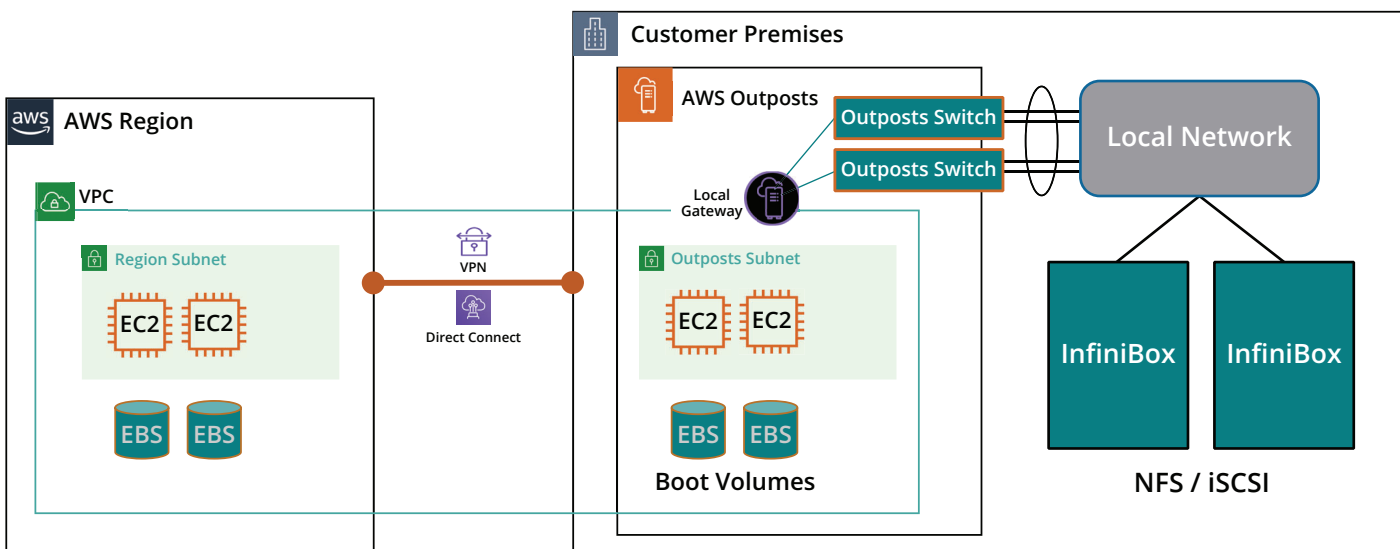 Customer Premises
aws
AWS Region
AWS Outposts
Outposts Switch
Outposts Switch
Local Network
VPC
Local
Gateway
VPN
Direct Connect
Region Subnet
EC2
EC2
EBS
EBS
Outposts Subnet
EC2
EC2
EBS
EBS
Boot Volumes
InfiniBox
InfiniBox
NFS / iSCSI